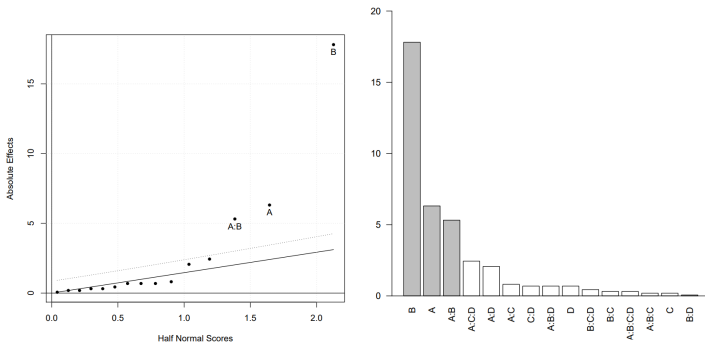 Absolute Effects
15
10
5
0
B
A
A:B
0.0 0.5 1.0 1.5 2.0
Half Normal Scores
20
15
10
5
0
B A A:B A:C:D A:D A:C C:D A:B:D D B:C:D B:C A:B:C:D A:B:C C B:D